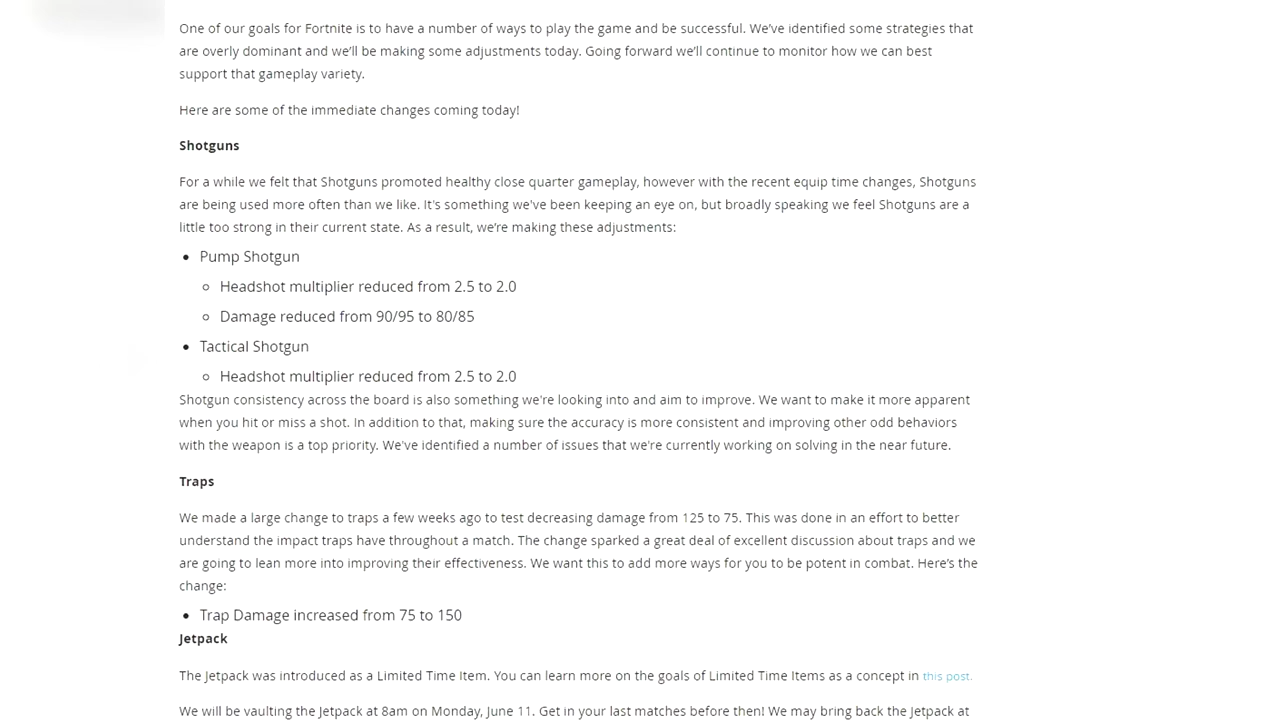 One of our goals for Fortnite is to have a number of ways to play the game and be successful. We've identified some strategies that
are overly dominant and we'll be making some adjustments today. Going forward we'll continue to monitor how we can best
support that gameplay variety.
Here are some of the immediate changes coming today!
Shotguns
For a while we felt that Shotguns promoted healthy close quarter gameplay, however with the recent equip time changes, Shotguns
are being used more often than we like. It's something we've been keeping an eye on, but broadly speaking we feel Shotguns are a
little too strong in their current state. As a result, we're making these adjustments:
• Pump Shotgun
○ Headshot multiplier reduced from 2.5 to 2.0
○ Damage reduced from 90/95 to 80/85
• Tactical Shotgun
○ Headshot multiplier reduced from 2.5 to 2.0
Shotgun consistency across the board is also something we're looking into and aim to improve. We want to make it more apparent
when you hit or miss a shot. In addition to that, making sure the accuracy is more consistent and improving other odd behaviors
with the weapon is a top priority. We've identified a number of issues that we're currently working on solving in the near future.
Traps
We made a large change to traps a few weeks ago to test decreasing damage from 125 to 75. This was done in an effort to better
understand the impact traps have throughout a match. The change sparked a great deal of excellent discussion about traps and we
are going to lean more into improving their effectiveness. We want this to add more ways for you to be potent in combat. Here's the
change:
• Trap Damage increased from 75 to 150
Jetpack
The Jetpack was introduced as a Limited Time Item. You can learn more on the goals of Limited Time Items as a concept in this post.
We will be vaulting the Jetpack at 8am on Monday, June 11. Get in your last matches before then! We may bring back the Jetpack at